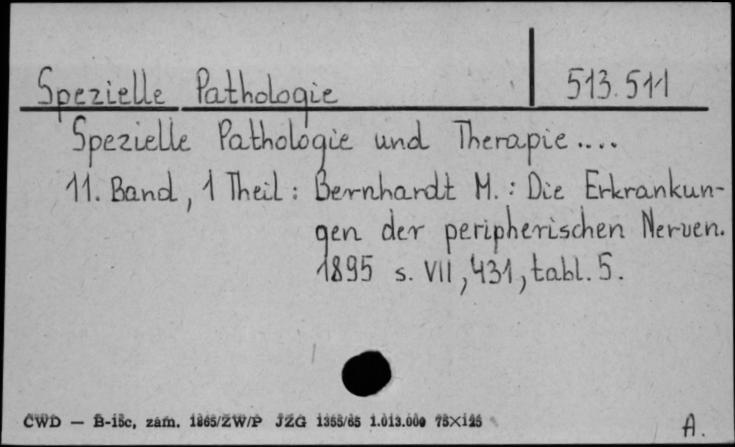 Spezielle Pathologie 513.511
Spezielle Pathologie und Therapie....
11. Band, 1 Theil: Bernhardt M.: Die Erkrankun-
gen der peripherischen Nerven.
1895 s. VII, 431, tabl. 5.
CWD — B-15c, zam. 1865/ZW/P JZG 1355/65 1.013.000 75×125
A.